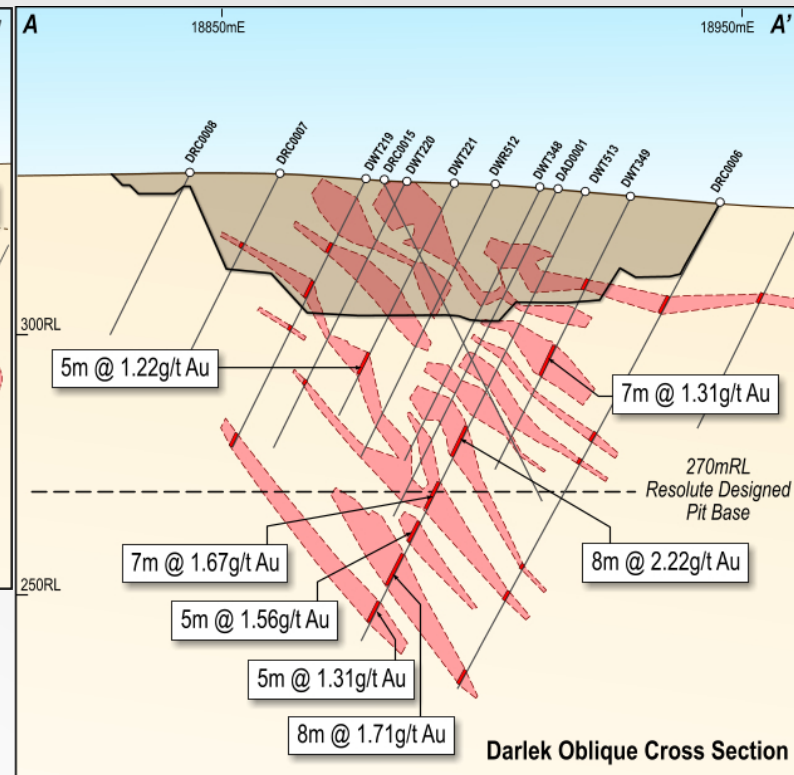 A
18850mE
18950mE
A'
DRC0008
DRC0007
DWT219
DRC0015
DWT220
DWT221
DWR512
DWT348
DAD0001
DWT513
DWT349
DRC0006
300RL
5m @ 1.22g/t Au
7m @ 1.31g/t Au
270mRL
Resolute Designed
Pit Base
7m @ 1.67g/t Au
8m @ 2.22g/t Au
250RL
5m @ 1.56g/t Au
5m @ 1.31g/t Au
8m @ 1.71g/t Au
Darlek Oblique Cross Section